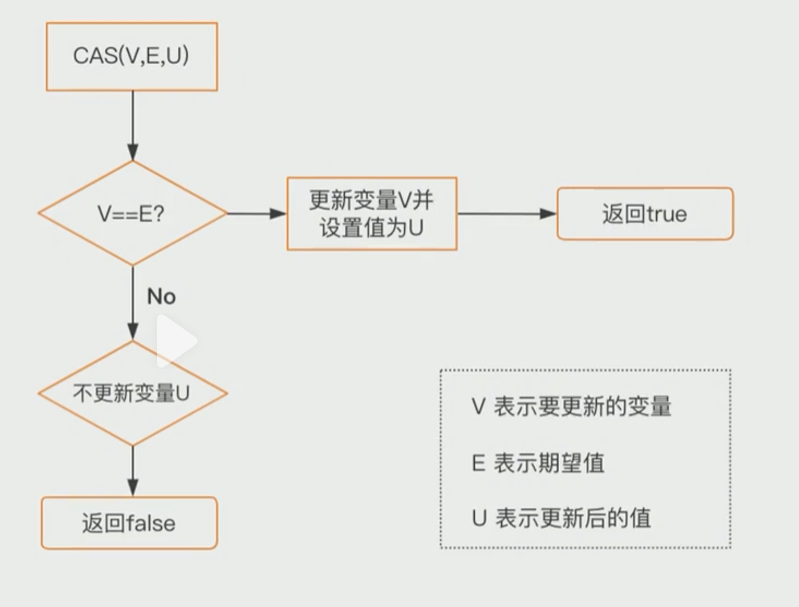 CAS(V,E,U)
V==E?
更新变量V并
设置值为U
返回true
No
不更新变量U
返回false
V 表示要更新的变量
E 表示期望值
U 表示更新后的值